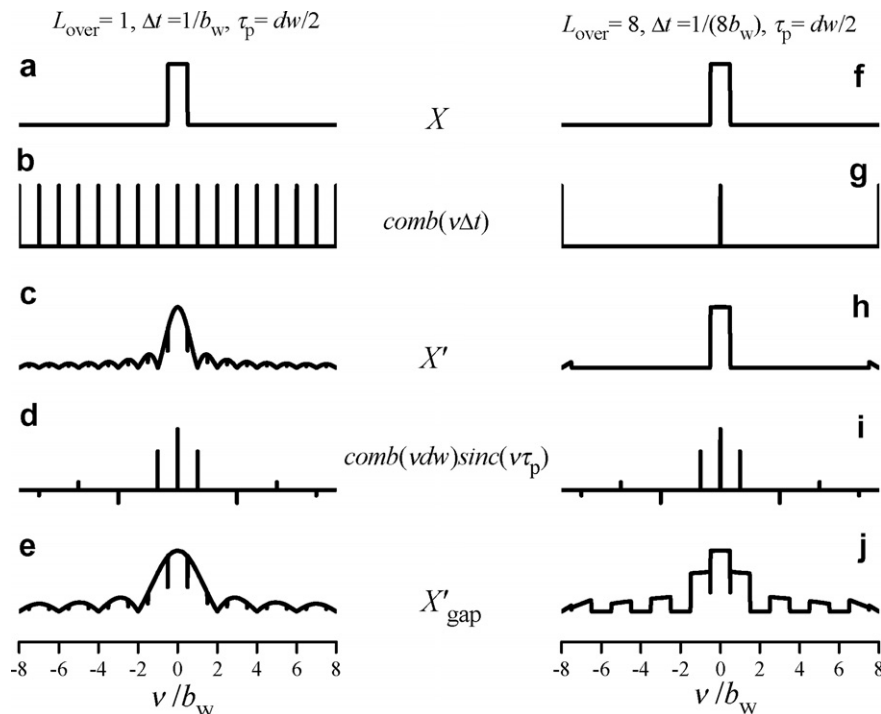 L_over = 1, Δt =1/b_w, τ_p = dw/2
L_over = 8, Δt =1/(8b_w), τ_p = dw/2
a
f
X
b
g
comb(νΔt)
c
h
X′
d
i
comb(νdw)sinc(ντ_p)
e
j
X′_gap
-8 -6 -4 -2 0 2 4 6 8
-8 -6 -4 -2 0 2 4 6 8
ν /b_w
ν /b_w